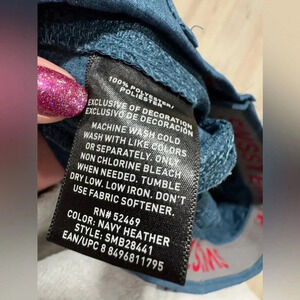 100% POLYESTER/
POLIESTER
EXCLUSIVE OF DECORATION
EXCLUSIVO DE DECORACIÓN
MACHINE WASH COLD
WASH WITH LIKE COLORS
OR SEPARATELY. ONLY
NON CHLORINE BLEACH
WHEN NEEDED. TUMBLE
DRY LOW. LOW IRON, DON'T
USE FABRIC SOFTENER.
RN# 52469
COLOR: NAVY HEATHER
STYLE: SMB28441
EAN/UPC 8 8496811795